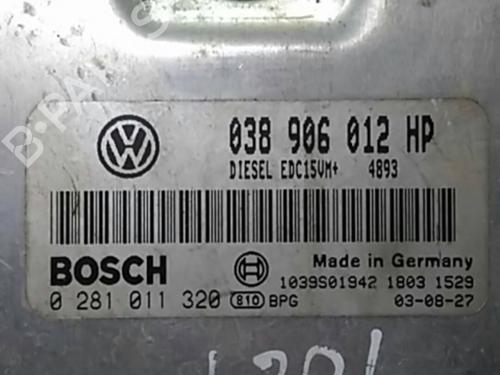 038 906 012 HP
DIESEL EDC15VM+ 4893
BOSCH
Made in Germany
0 281 011 320 810 BPG
1039S01942 1803 1529
03-08-27